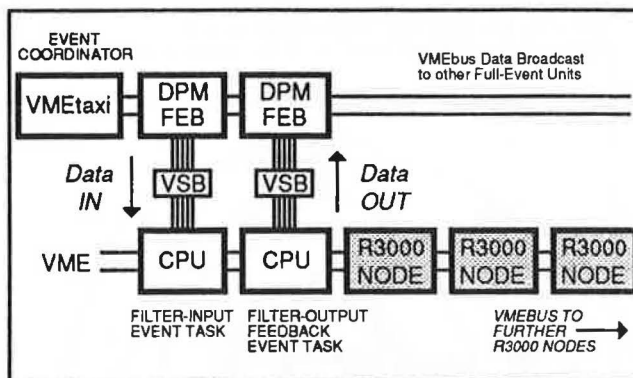 EVENT
COORDINATOR
VMEtaxi
DPM
FEB
DPM
FEB
VMEbus Data Broadcast
to other Full-Event Units
Data
IN
VSB
VSB
Data
OUT
VME
CPU
CPU
R3000
NODE
R3000
NODE
R3000
NODE
FILTER-INPUT
EVENT TASK
FILTER-OUTPUT
FEEDBACK
EVENT TASK
VMEBUS TO
FURTHER
R3000 NODES